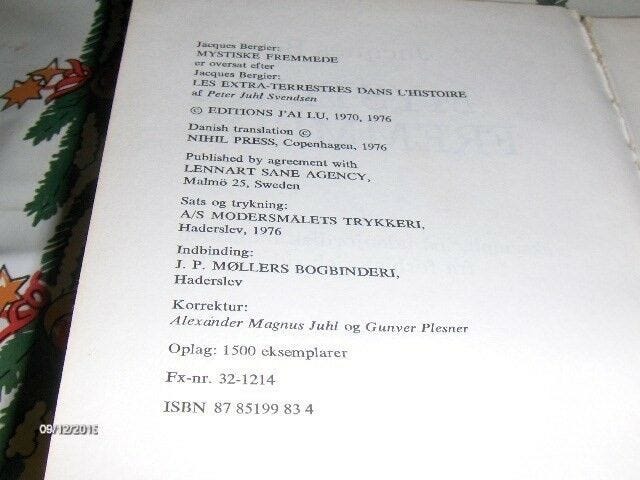 Jacques Bergier:
MYSTISKE FREMMEDE
er oversat efter
Jacques Bergier:
LES EXTRA-TERRESTRES DANS L'HISTOIRE
af Peter Juhl Svendsen
© EDITIONS J'AI LU, 1970, 1976
Danish translation ©
NIHIL PRESS, Copenhagen, 1976
Published by agreement with
LENNART SANE AGENCY,
Malmö 25, Sweden
Sats og trykning:
A/S MODERSMÅLETS TRYKKERI,
Haderslev, 1976
Indbinding:
J. P. MØLLERS BOGBINDERI,
Haderslev
Korrektur:
Alexander Magnus Juhl og Gunver Plesner
Oplag: 1500 eksemplarer
Fx-nr. 32-1214
ISBN 87 85199 83 4
09/12/2015